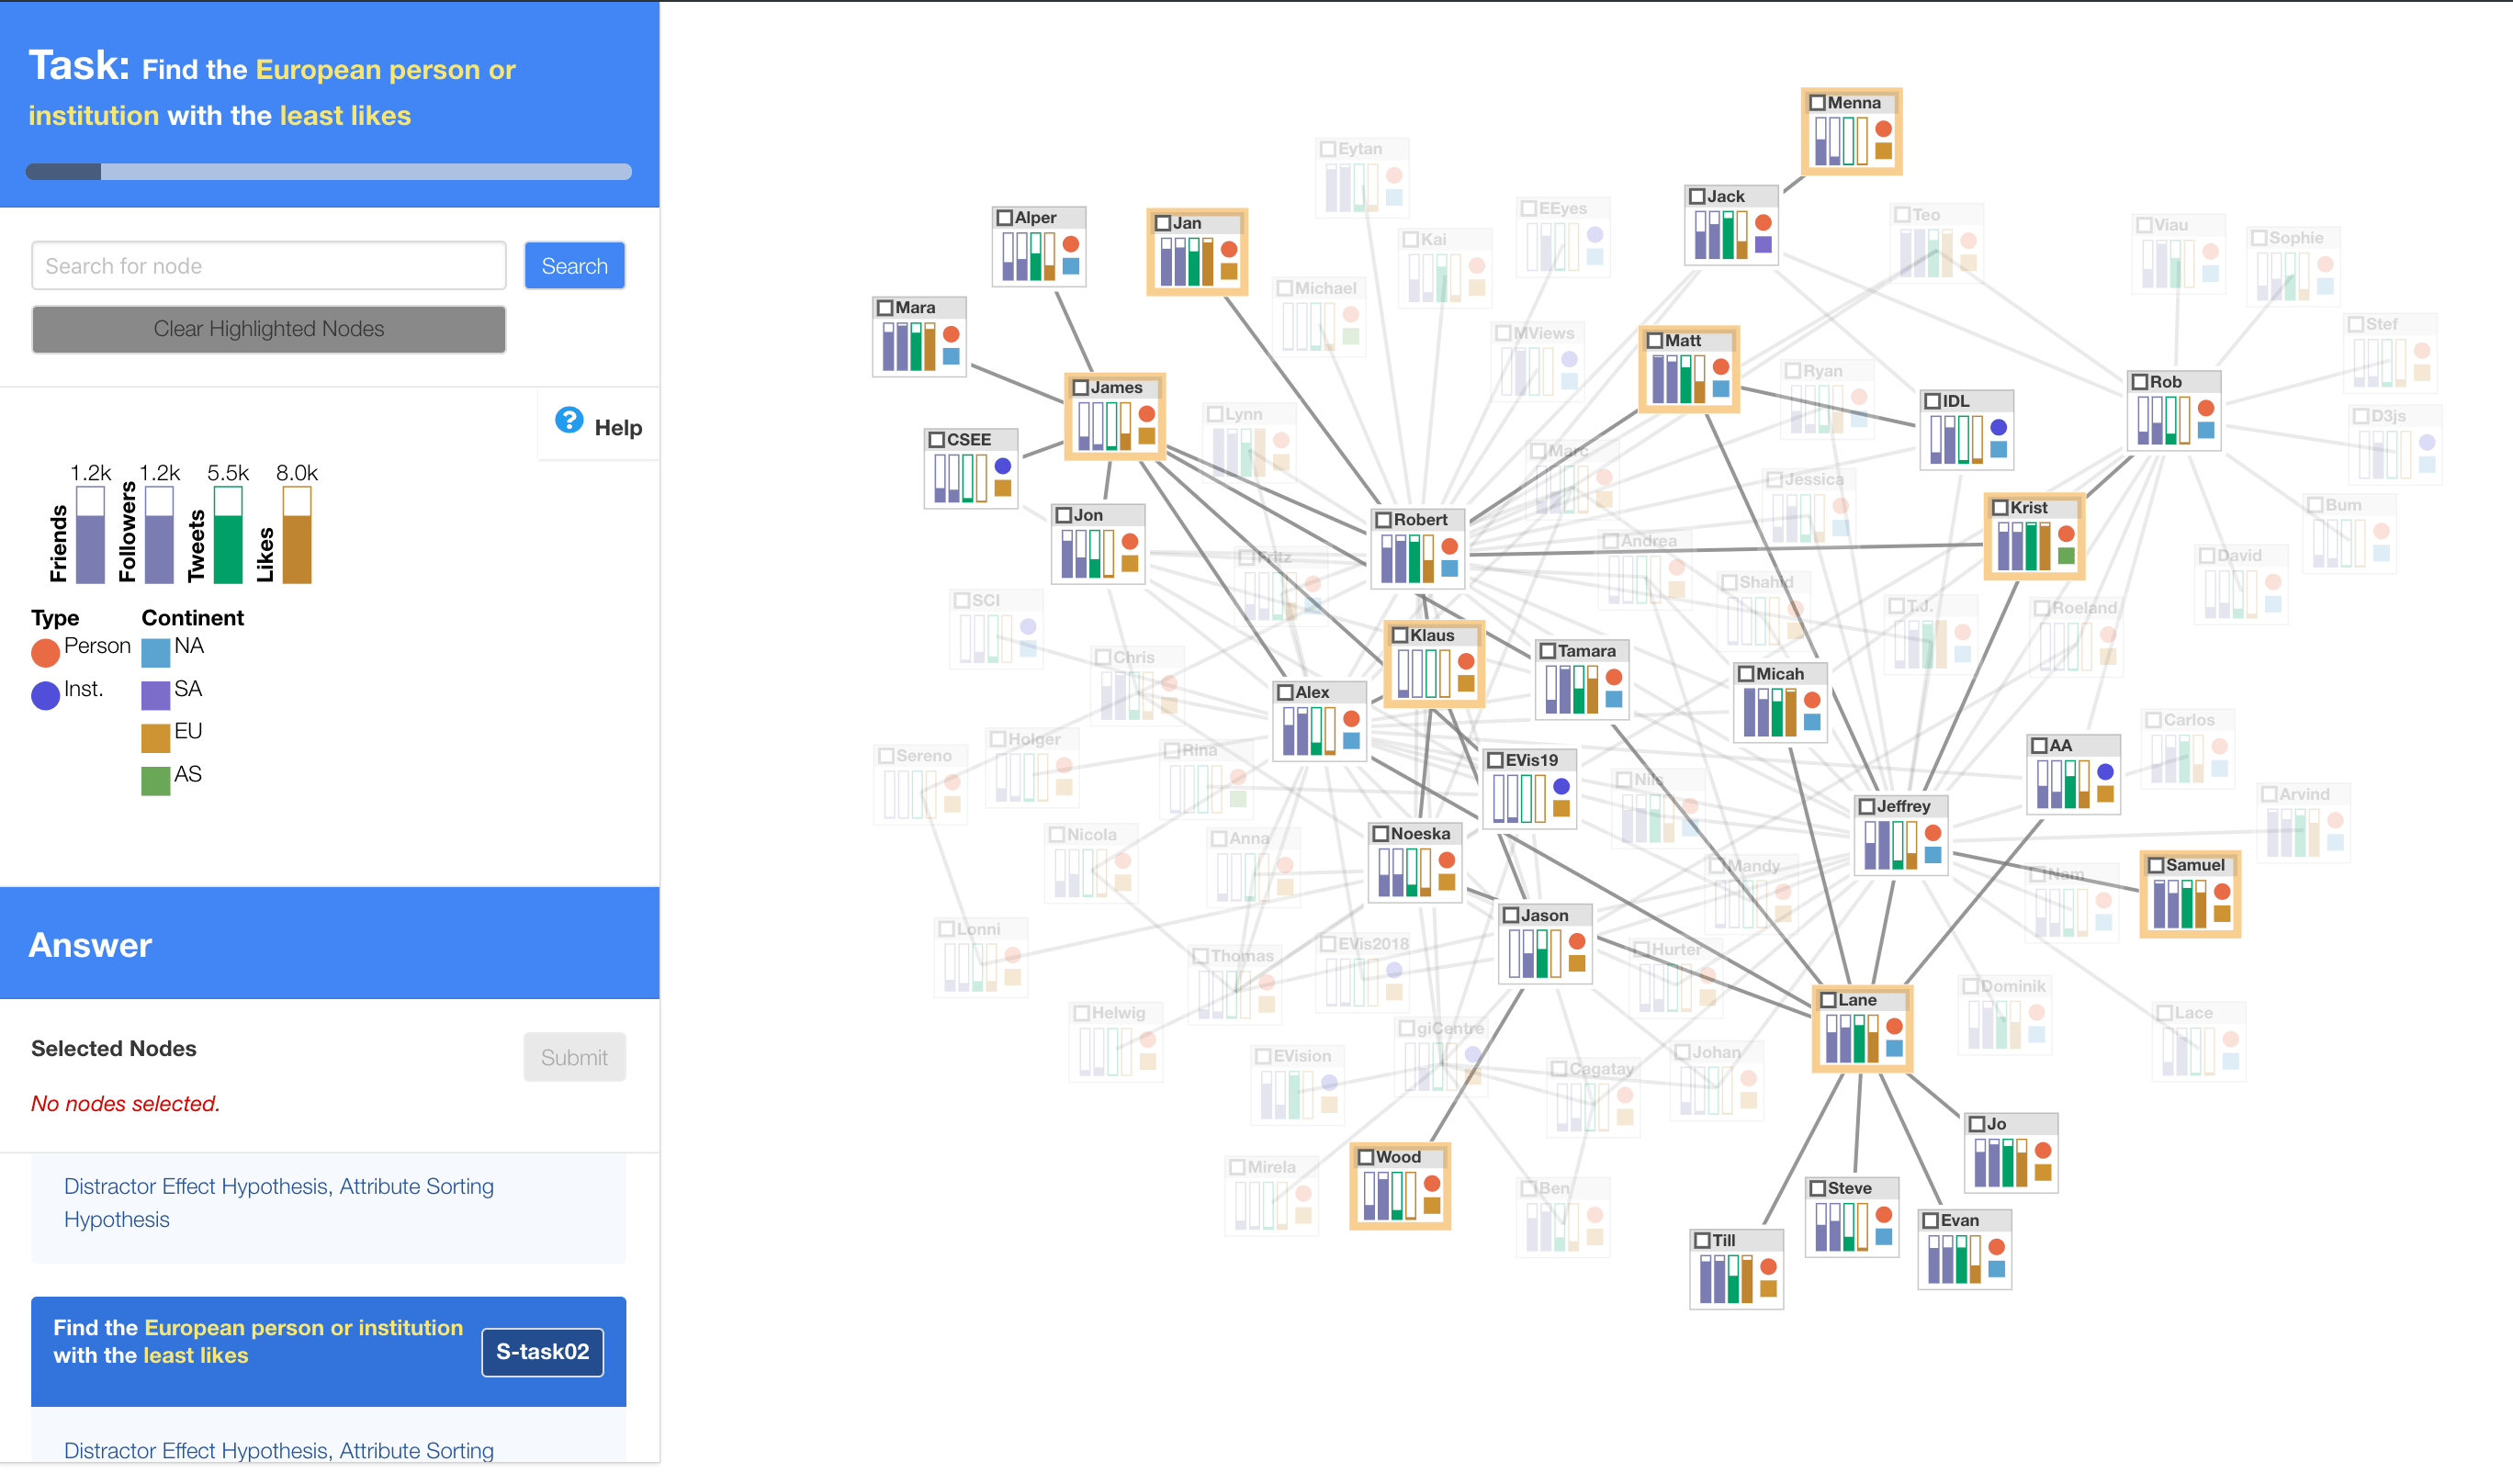 Task: Find the European person or
institution with the least likes
Search for node
Search
Clear Highlighted Nodes
Help
1.2k 1.2k 5.5k 8.0k
Friends
Followers
Tweets
Likes
Type
Continent
Person
NA
Inst.
SA
EU
AS
Answer
Selected Nodes
Submit
No nodes selected.
Distractor Effect Hypothesis, Attribute Sorting
Hypothesis
Find the European person or institution
with the least likes
S-task02
Distractor Effect Hypothesis, Attribute Sorting
Menna
Eytan
Jack
EEyes
Alper
Jan
Teo
Viau
Sophie
Kai
Michael
Mara
Stef
MViews
Matt
Ryan
Rob
James
IDL
Lynn
D3js
CSEE
Marc
Jessica
Bum
Krist
Jon
Robert
Andrea
Fritz
David
Shahid
SCI
T.J.
Roeland
Klaus
Tamara
Chris
Micah
Alex
Carlos
Holger
AA
Rina
Sereno
EVis19
Nils
Arvind
Jeffrey
Nicola
Anna
Noeska
Mandy
Samuel
Nam
Jason
Lonni
EVis2018
Hurter
Thomas
Dominik
Lane
Helwig
Lace
giCentre
Johan
EVision
Cagatay
Jo
Wood
Mirela
Ben
Steve
Evan
Till